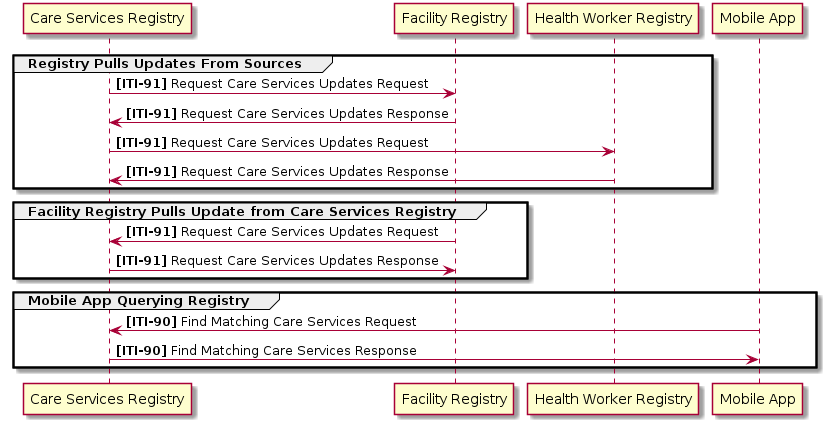 Care Services Registry Facility Registry Health Worker Registry Mobile App
Registry Pulls Updates From Sources
[ITI-91] Request Care Services Updates Request
[ITI-91] Request Care Services Updates Response
[ITI-91] Request Care Services Updates Request
[ITI-91] Request Care Services Updates Response
Facility Registry Pulls Update from Care Services Registry
[ITI-91] Request Care Services Updates Request
[ITI-91] Request Care Services Updates Response
Mobile App Querying Registry
[ITI-90] Find Matching Care Services Request
[ITI-90] Find Matching Care Services Response
Care Services Registry Facility Registry Health Worker Registry Mobile App